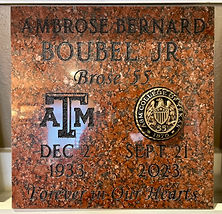 AMBROSE BERNARD
BOUBEL, JR.
Brose '55
ATM
DEC. 2
1933
SEPT. 21
2023
Forever in Our Hearts